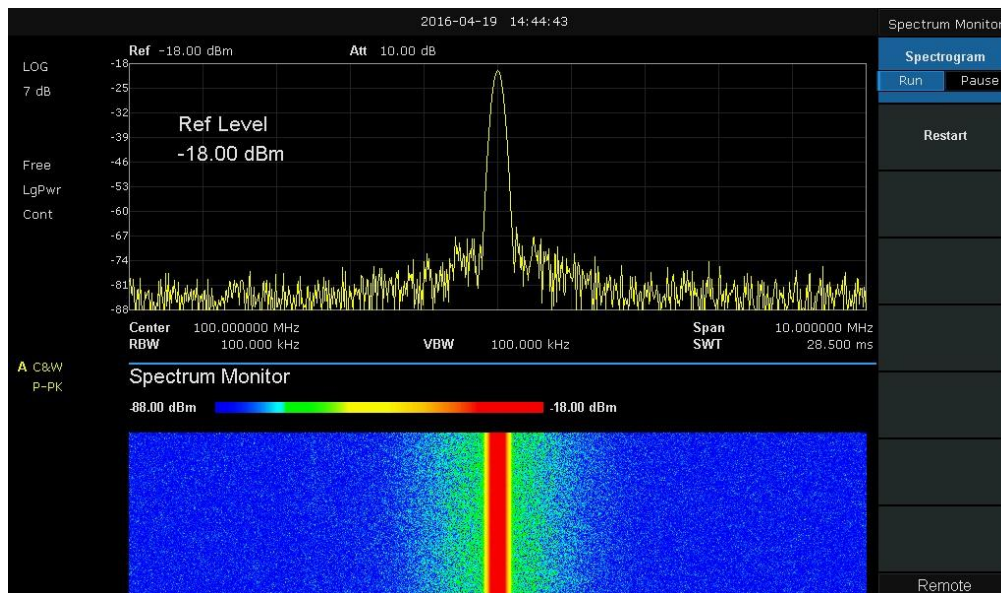 2016-04-19 14:44:43
Spectrum Monitor
Ref -18.00 dBm Att 10.00 dB
LOG
7 dB
Free
LgPwr
Cont
-18
-25
-32
-39
-46
-53
-60
-67
-74
-81
-88
Ref Level
-18.00 dBm
Center 100.000000 MHz Span 10.000000 MHz
RBW 100.000 kHz VBW 100.000 kHz SWT 28.500 ms
A C&W
P-PK
Spectrum Monitor
-88.00 dBm -18.00 dBm
Spectrogram
Run Pause
Restart
Remote